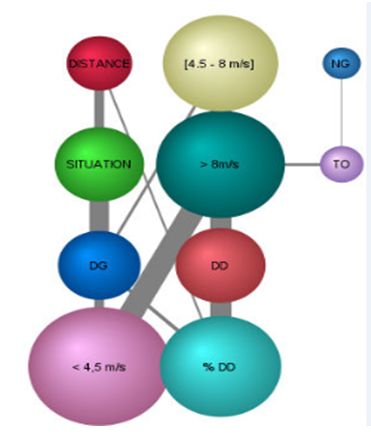 DISTANCE
[4.5 - 8 m/s]
NG
SITUATION
> 8m/s
TO
DG
DD
< 4,5 m/s
% DD